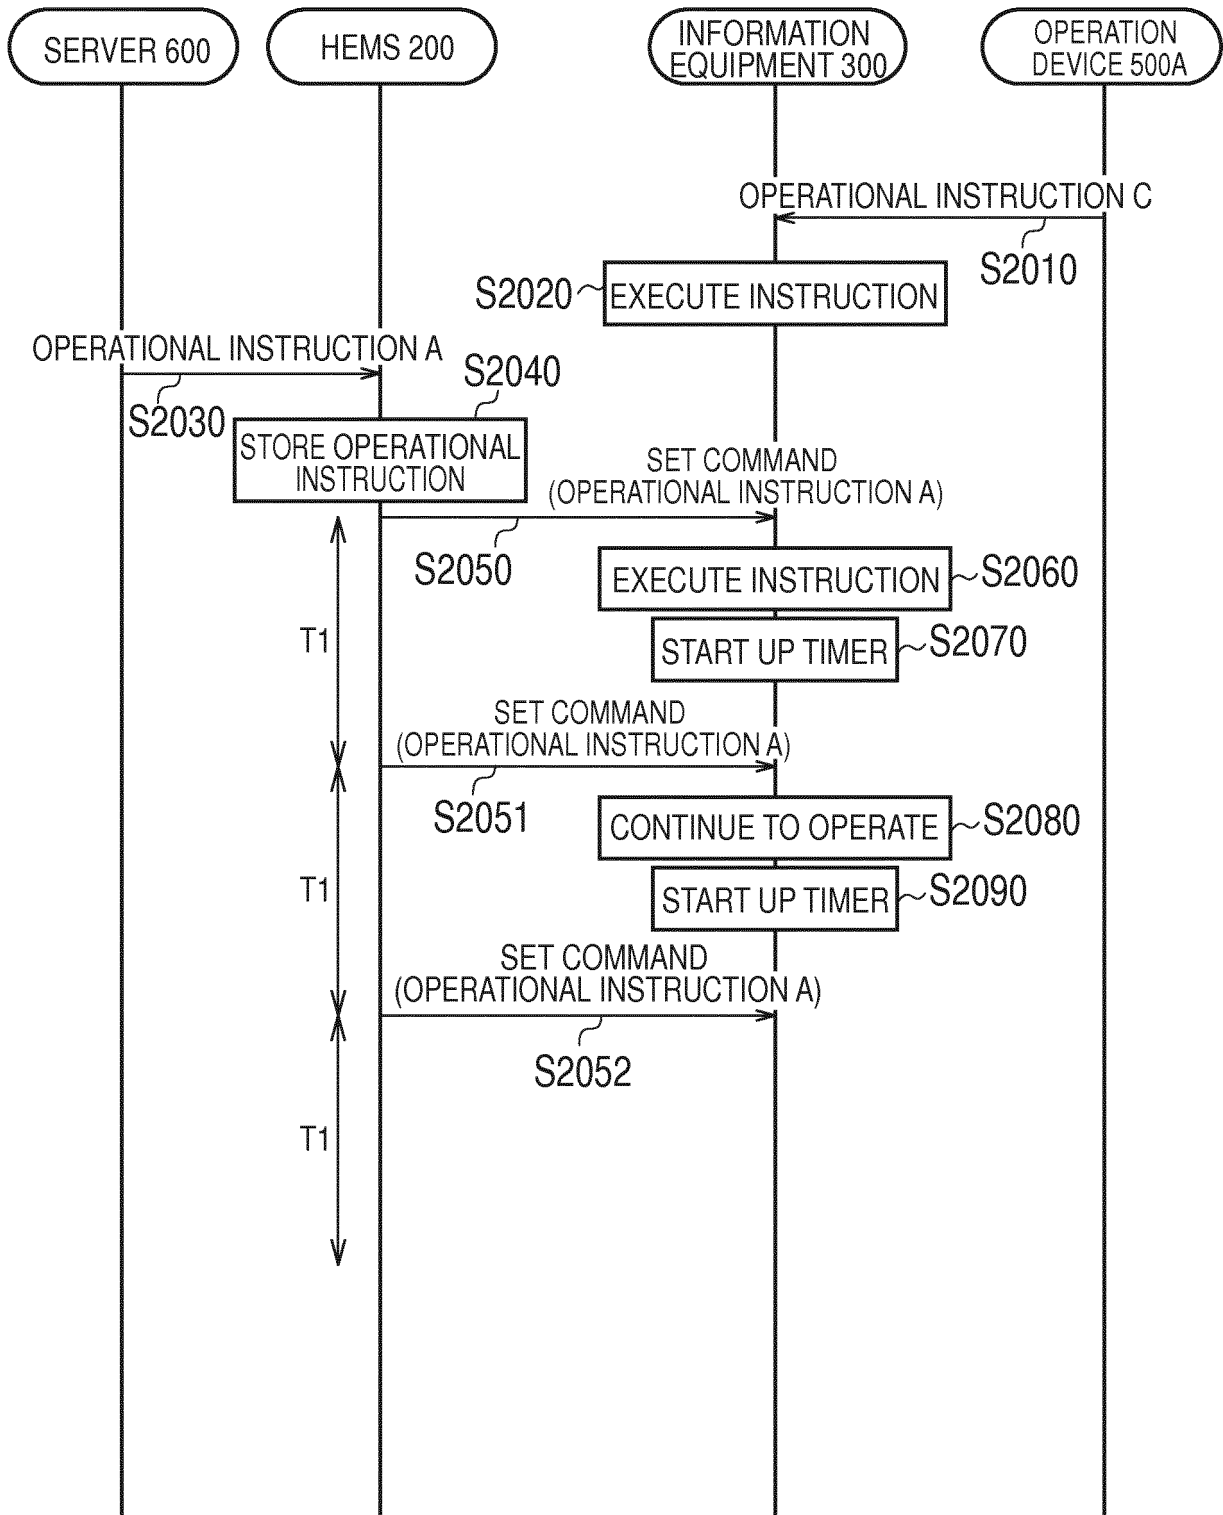 SERVER 600
HEMS 200
INFORMATION
EQUIPMENT 300
OPERATION
DEVICE 500A
OPERATIONAL INSTRUCTION C
S2010
S2020
EXECUTE INSTRUCTION
OPERATIONAL INSTRUCTION A
S2030
S2040
STORE OPERATIONAL
INSTRUCTION
SET COMMAND
(OPERATIONAL INSTRUCTION A)
S2050
EXECUTE INSTRUCTION
S2060
T1
START UP TIMER
S2070
SET COMMAND
(OPERATIONAL INSTRUCTION A)
S2051
CONTINUE TO OPERATE
S2080
T1
START UP TIMER
S2090
SET COMMAND
(OPERATIONAL INSTRUCTION A)
S2052
T1